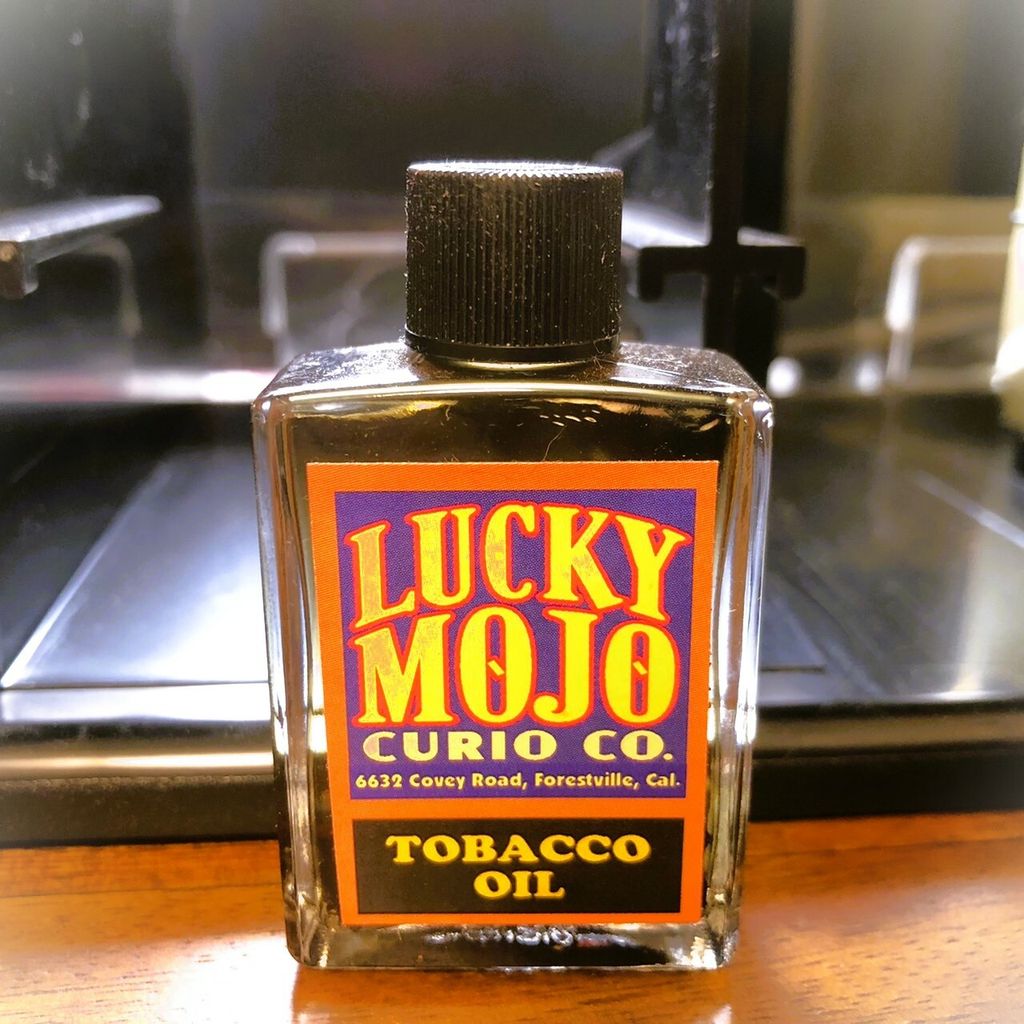 LUCKY
MOJO
CURIO CO.
6632 Covey Road, Forestville, Cal.
TOBACCO
OIL